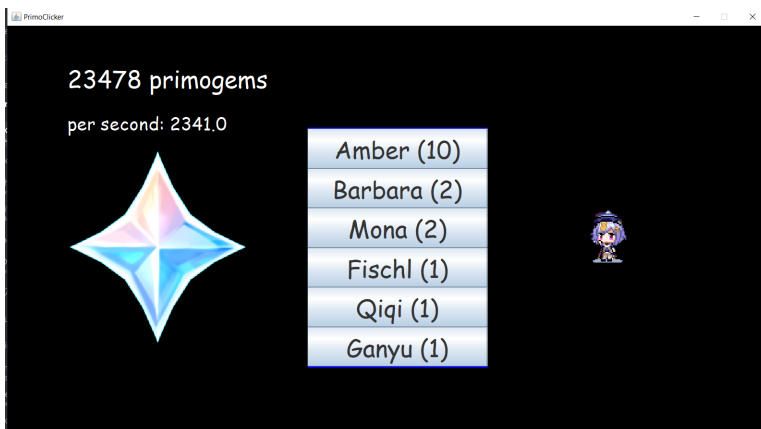 PrimoClicker
23478 primogems
per second: 2341.0
Amber (10)
Barbara (2)
Mona (2)
Fischl (1)
Qiqi (1)
Ganyu (1)